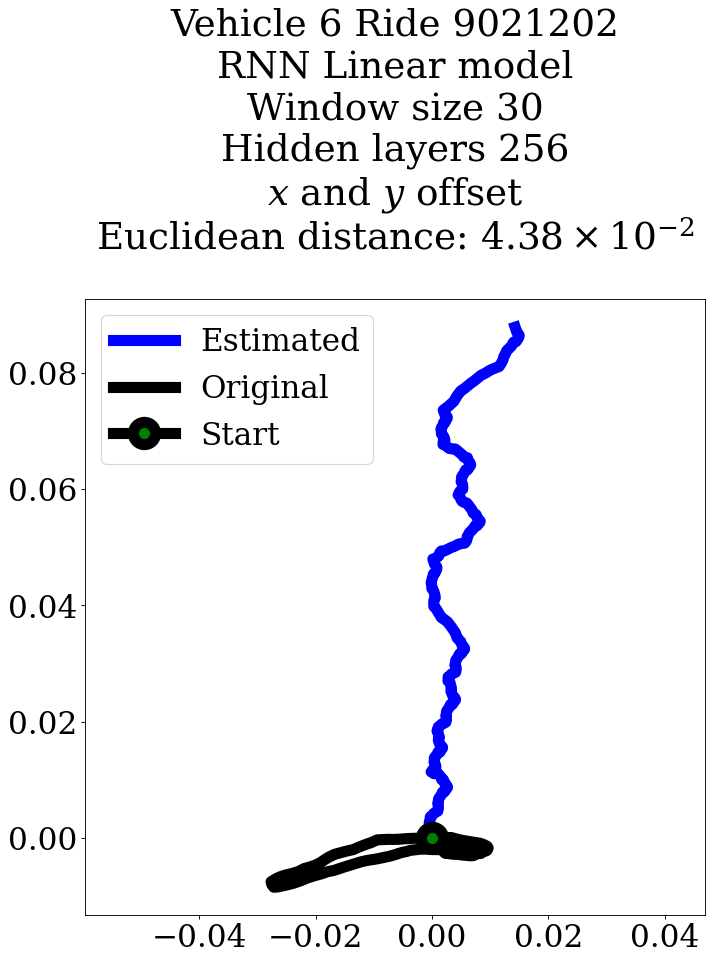 Vehicle 6 Ride 9021202
RNN Linear model
Window size 30
Hidden layers 256
x and y offset
Euclidean distance: 4.38 × 10⁻²
Estimated
Original
Start
0.08
0.06
0.04
0.02
0.00
−0.04 −0.02 0.00 0.02 0.04